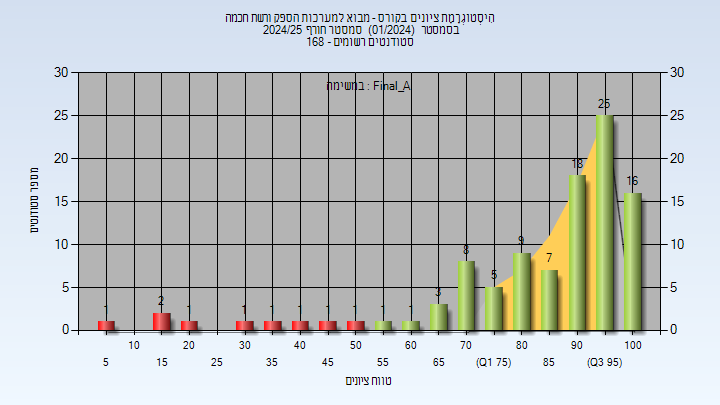 היסטוגרמת ציונים בקורס - מבוא למערכות הספק ורשת חכמה
בסמסטר (01/2024) סמסטר חורף 2024/25
סטודנטים רשומים - 168
במשימה : Final_A
מספר סטודנטים
30 30
25 25
20 20
15 15
10 10
5 5
0 0
1 2 1 1 1 1 1 1 1 1 3 8 5 9 7 18 25 16
10 20 30 40 50 60 70 80 90 100
5 15 25 35 45 55 65 (Q1 75) 85 (Q3 95)
טווח ציונים